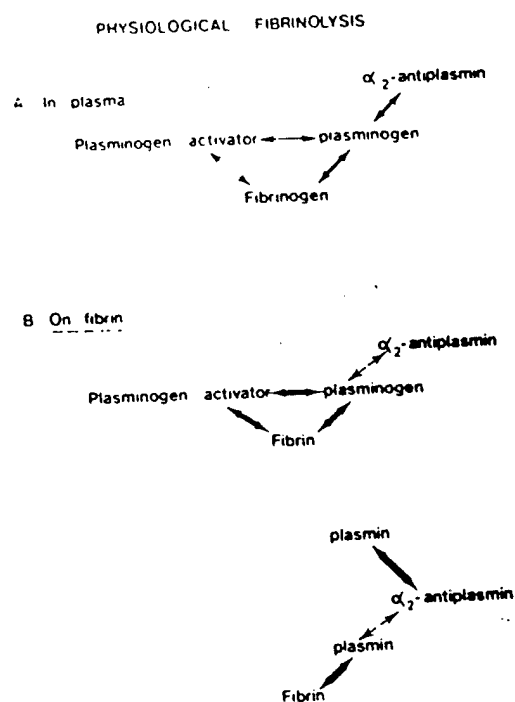 PHYSIOLOGICAL FIBRINOLYSIS
α2-antiplasmin
A In plasma
Plasminogen activator plasminogen
Fibrinogen
B On fibrin
α2-antiplasmin
Plasminogen activator plasminogen
Fibrin
plasmin
α2-antiplasmin
plasmin
Fibrin